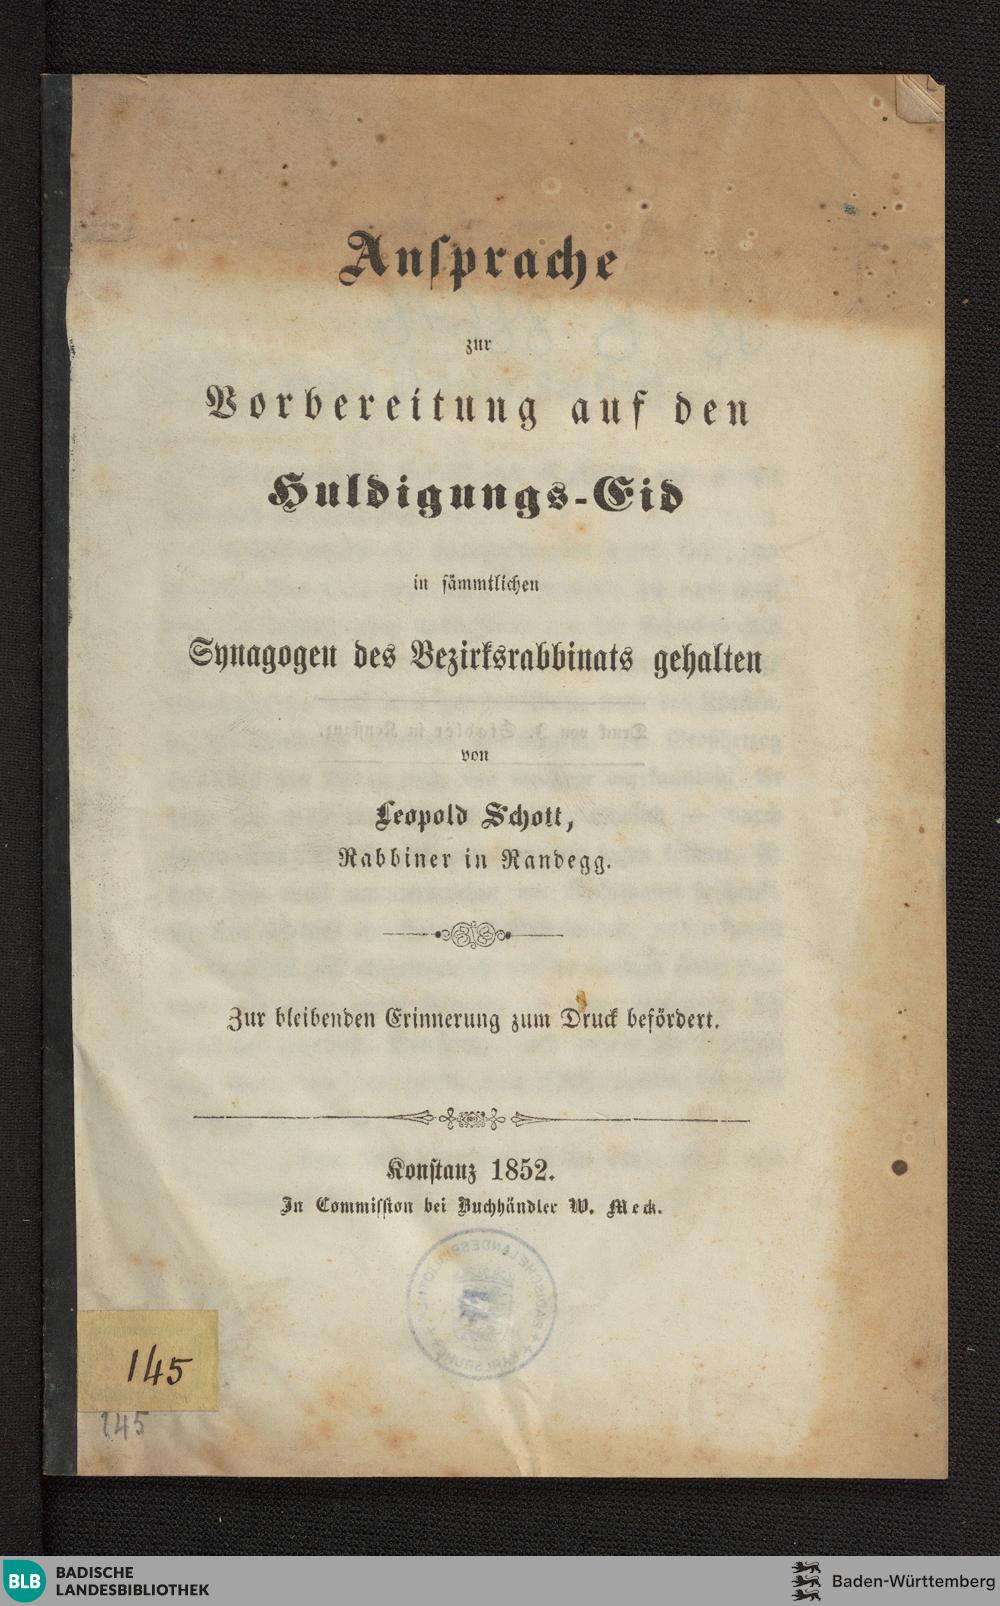 Ansprache
zur
Vorbereitung auf den
Huldigungs-Eid
in sämmtlichen
Synagogen des Bezirksrabbinats gehalten
von
Leopold Schott,
Rabbiner in Randegg.
Zur bleibenden Erinnerung zum Druck befördert.
Konstanz 1852.
In Commission bei Buchhändler W. Meck.
145
145
BLB BADISCHE
LANDESBIBLIOTHEK
Baden-Württemberg